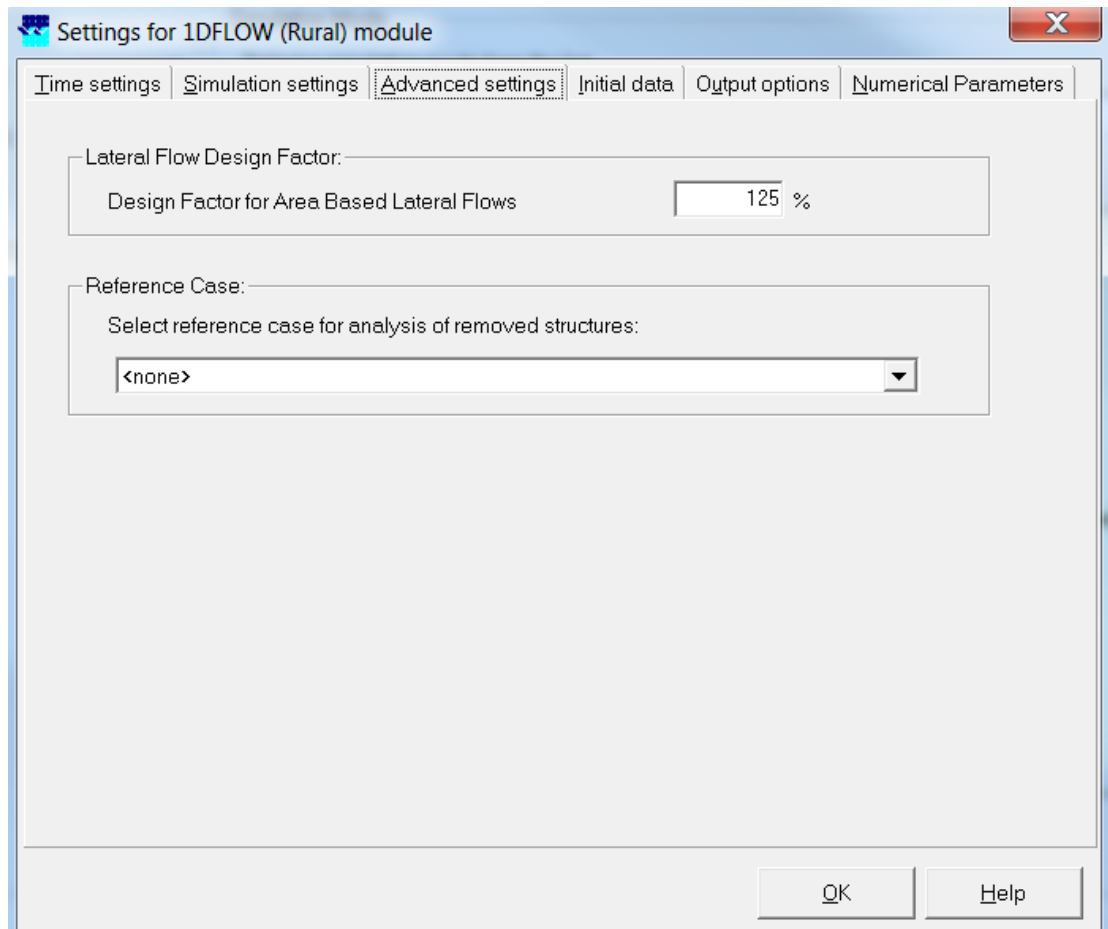 Settings for 1DFLOW (Rural) module
Time settings Simulation settings Advanced settings Initial data Output options Numerical Parameters
Lateral Flow Design Factor:
Design Factor for Area Based Lateral Flows 125 %
Reference Case:
Select reference case for analysis of removed structures:
<none>
OK Help